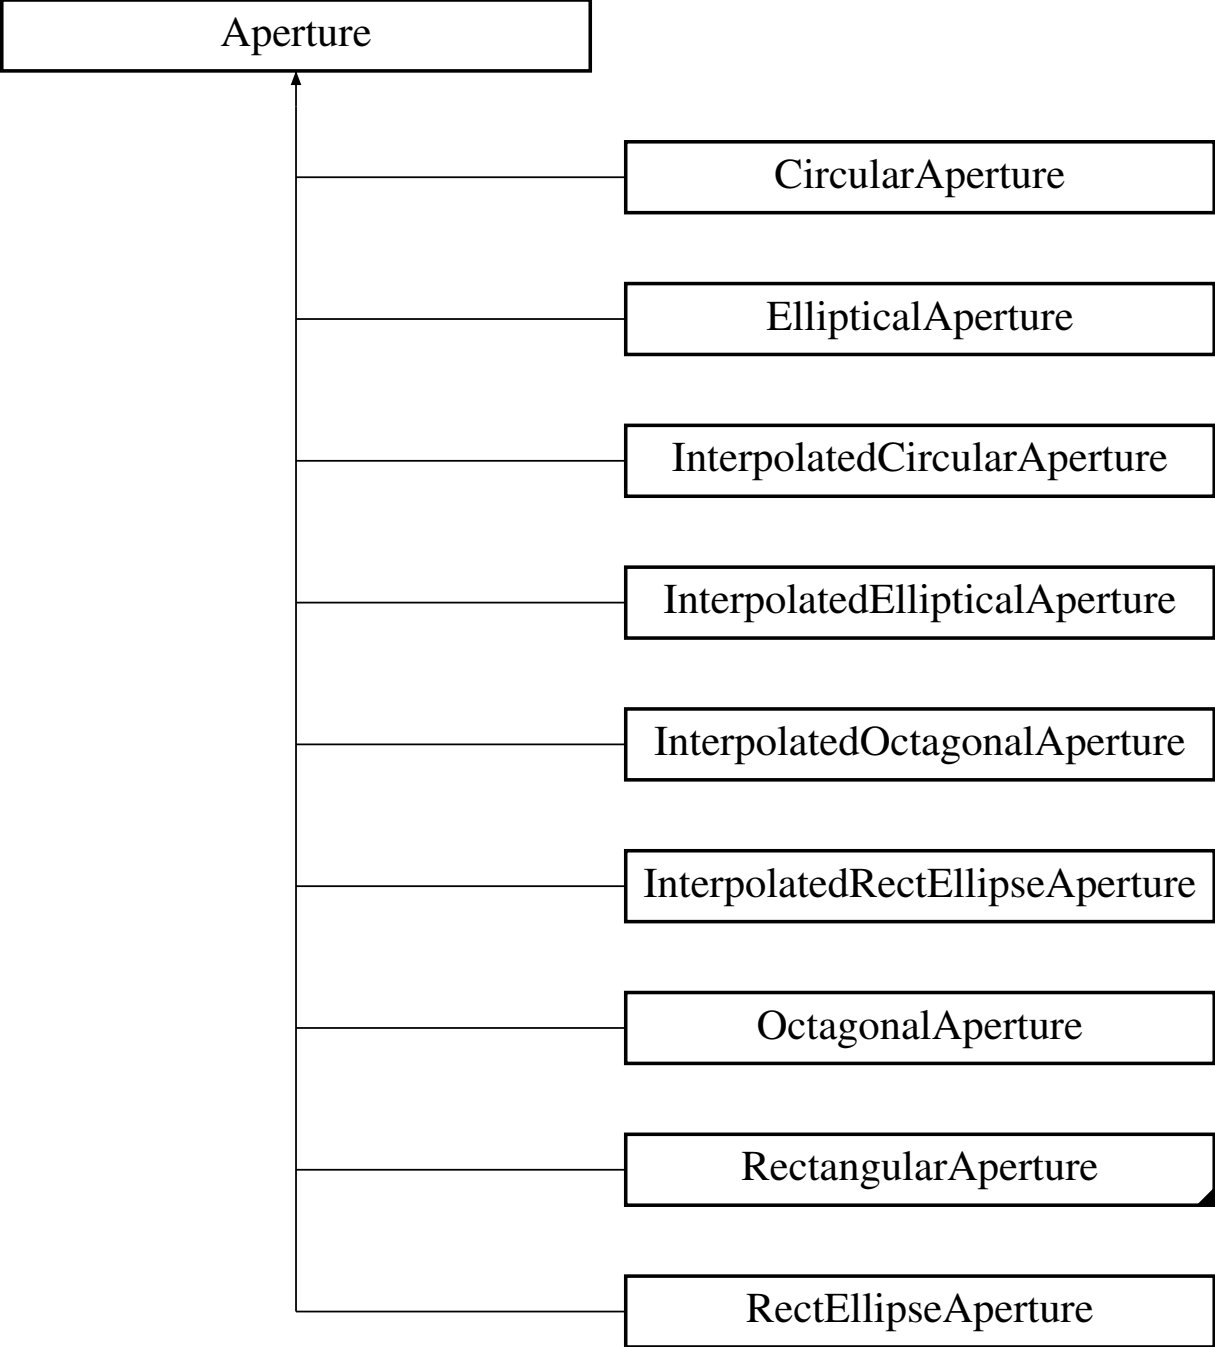 Aperture
CircularAperture
EllipticalAperture
InterpolatedCircularAperture
InterpolatedEllipticalAperture
InterpolatedOctagonalAperture
InterpolatedRectEllipseAperture
OctagonalAperture
RectangularAperture
RectEllipseAperture